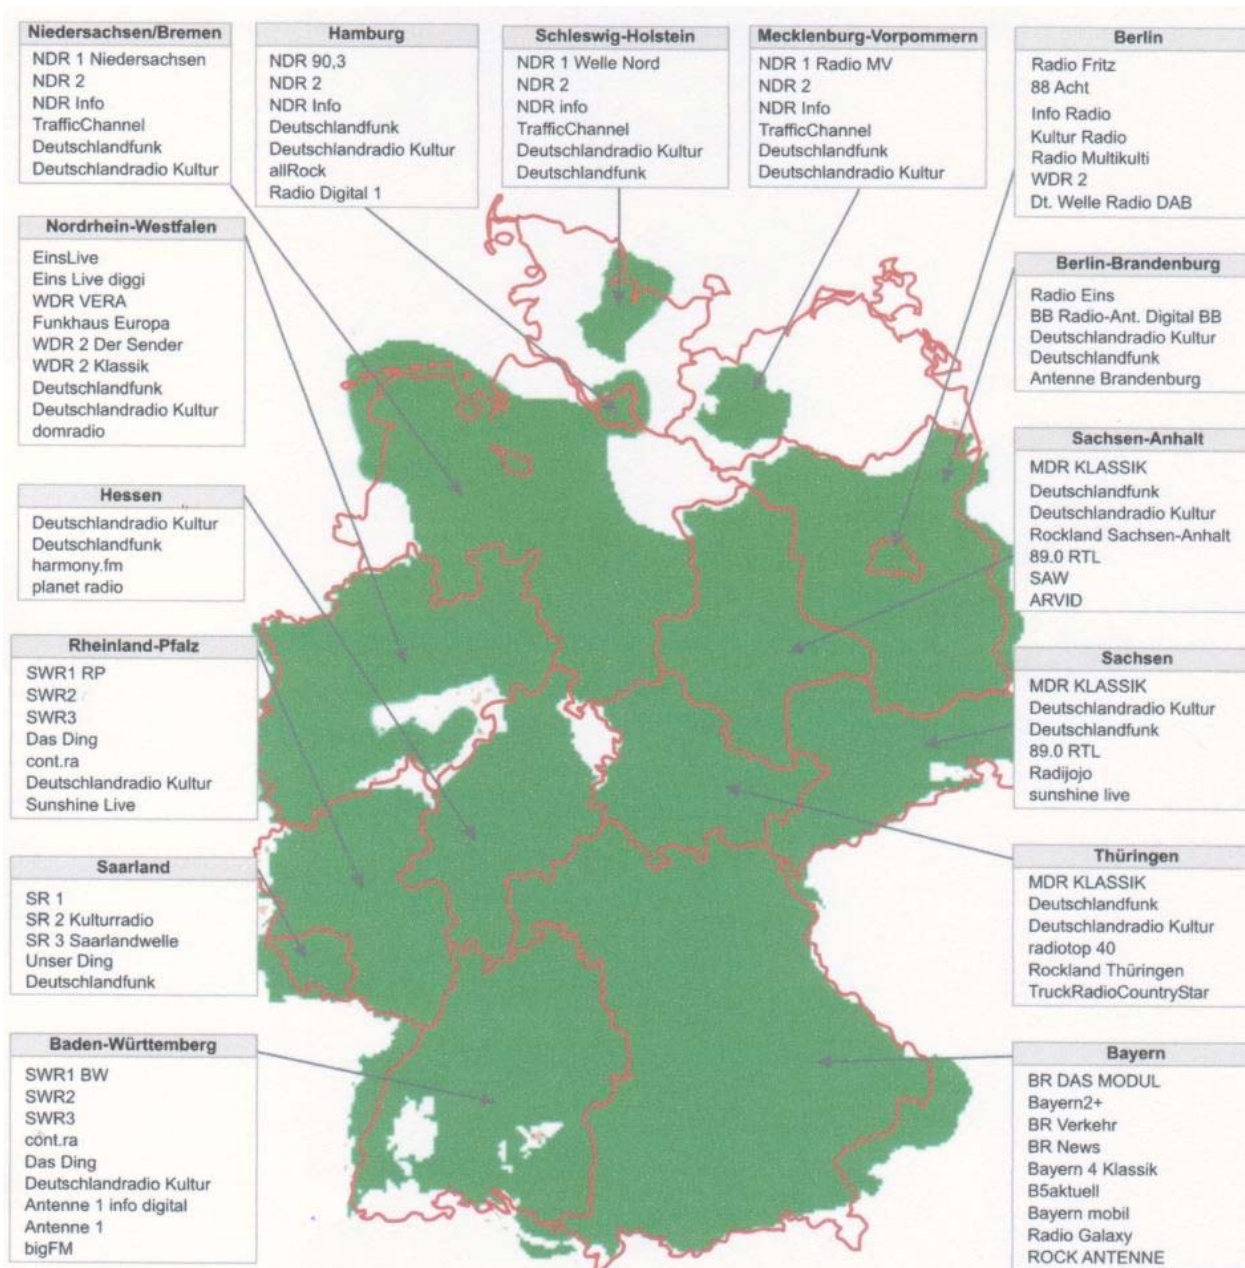 Niedersachsen/Bremen
NDR 1 Niedersachsen
NDR 2
NDR Info
TrafficChannel
Deutschlandfunk
Deutschlandradio Kultur
Hamburg
NDR 90,3
NDR 2
NDR Info
Deutschlandfunk
Deutschlandradio Kultur
allRock
Radio Digital 1
Schleswig-Holstein
NDR 1 Welle Nord
NDR 2
NDR info
TrafficChannel
Deutschlandradio Kultur
Deutschlandfunk
Mecklenburg-Vorpommern
NDR 1 Radio MV
NDR 2
NDR Info
TrafficChannel
Deutschlandfunk
Deutschlandradio Kultur
Berlin
Radio Fritz
88 Acht
Info Radio
Kultur Radio
Radio Multikulti
WDR 2
Dt. Welle Radio DAB
Nordrhein-Westfalen
EinsLive
Eins Live diggi
WDR VERA
Funkhaus Europa
WDR 2 Der Sender
WDR 2 Klassik
Deutschlandfunk
Deutschlandradio Kultur
domradio
Berlin-Brandenburg
Radio Eins
BB Radio-Ant. Digital BB
Deutschlandradio Kultur
Deutschlandfunk
Antenne Brandenburg
Hessen
Deutschlandradio Kultur
Deutschlandfunk
harmony.fm
planet radio
Sachsen-Anhalt
MDR KLASSIK
Deutschlandfunk
Deutschlandradio Kultur
Rockland Sachsen-Anhalt
89.0 RTL
SAW
ARVID
Rheinland-Pfalz
SWR1 RP
SWR2
SWR3
Das Ding
cont.ra
Deutschlandradio Kultur
Sunshine Live
Sachsen
MDR KLASSIK
Deutschlandradio Kultur
Deutschlandfunk
89.0 RTL
Radijojo
sunshine live
Saarland
SR 1
SR 2 Kulturradio
SR 3 Saarlandwelle
Unser Ding
Deutschlandfunk
Thüringen
MDR KLASSIK
Deutschlandfunk
Deutschlandradio Kultur
radiotop 40
Rockland Thüringen
TruckRadioCountryStar
Baden-Württemberg
SWR1 BW
SWR2
SWR3
cont.ra
Das Ding
Deutschlandradio Kultur
Antenne 1 info digital
Antenne 1
bigFM
Bayern
BR DAS MODUL
Bayern2+
BR Verkehr
BR News
Bayern 4 Klassik
B5aktuell
Bayern mobil
Radio Galaxy
ROCK ANTENNE